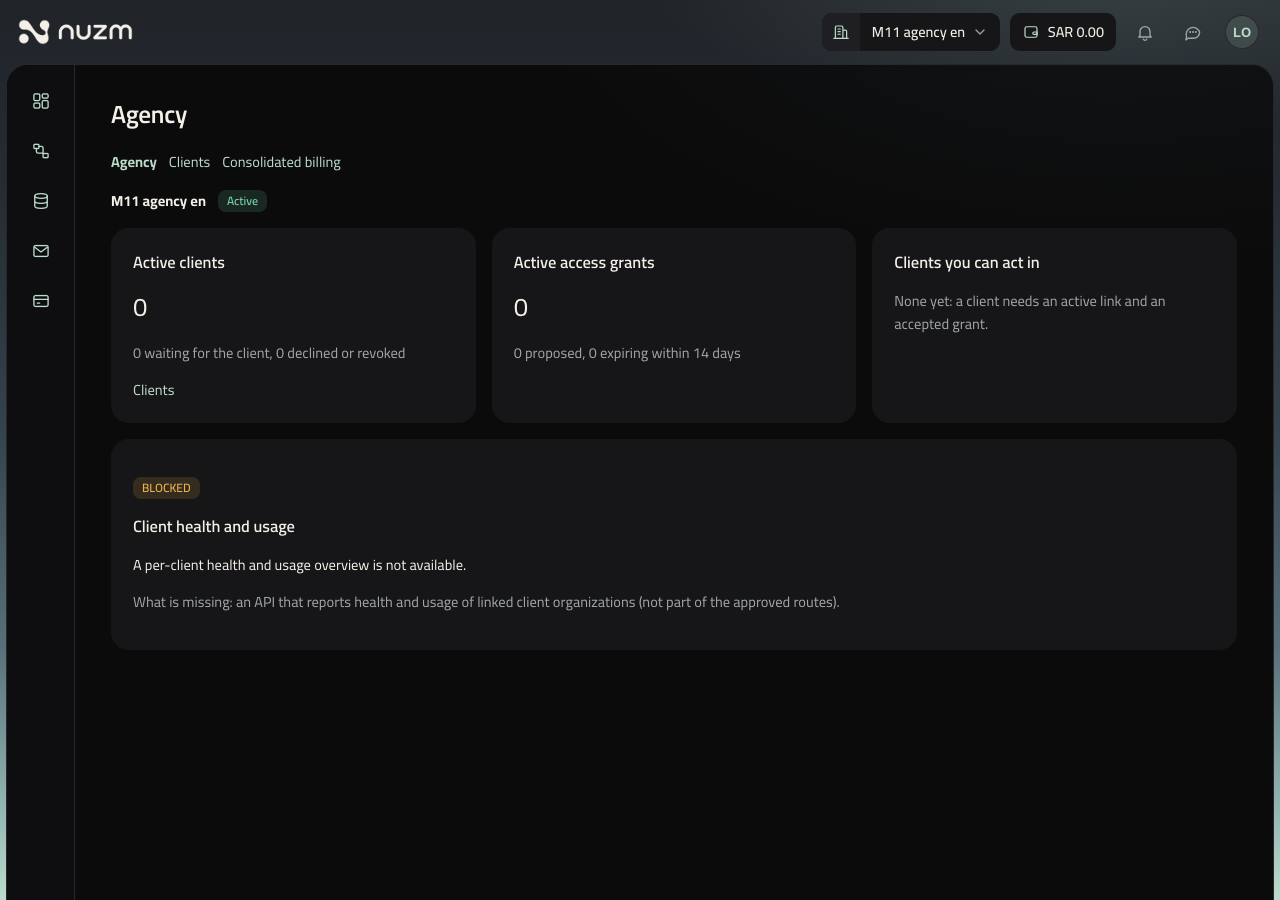 nuzm
M11 agency en
SAR 0.00
LO
Agency
Agency Clients Consolidated billing
M11 agency en Active
Active clients
0
0 waiting for the client, 0 declined or revoked
Clients
Active access grants
0
0 proposed, 0 expiring within 14 days
Clients you can act in
None yet: a client needs an active link and an
accepted grant.
BLOCKED
Client health and usage
A per-client health and usage overview is not available.
What is missing: an API that reports health and usage of linked client organizations (not part of the approved routes).